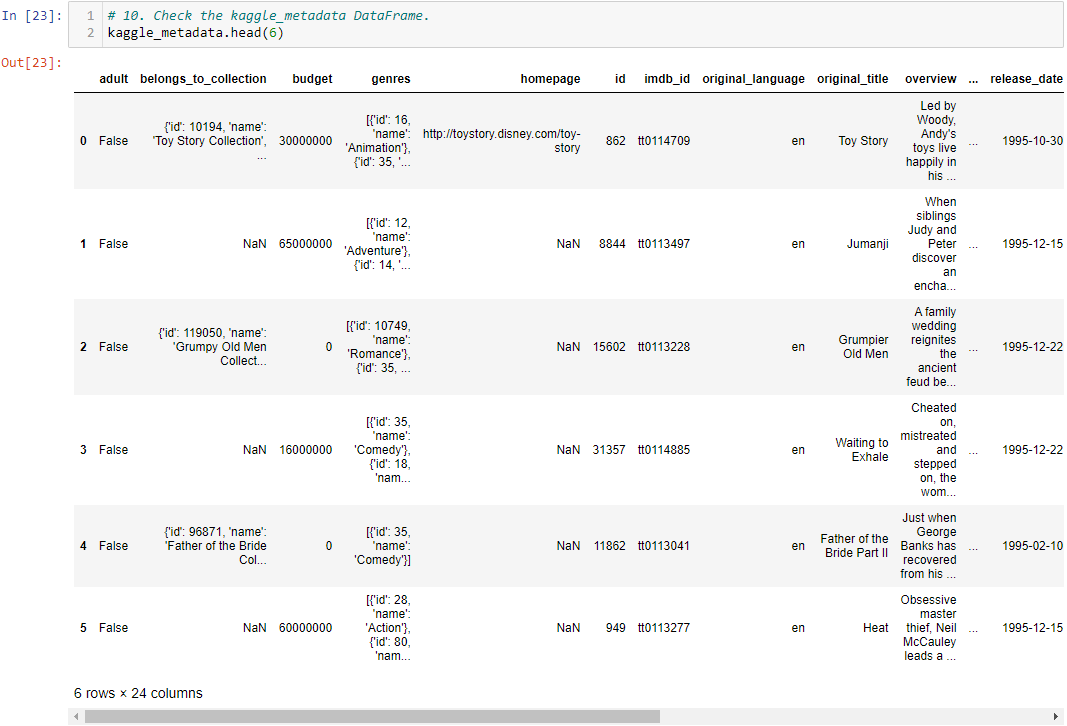 In [23]: 1 # 10. Check the kaggle_metadata DataFrame.
2 kaggle_metadata.head(6)
Out[23]:
adult belongs_to_collection budget genres homepage id imdb_id original_language original_title overview ... release_date
0 False {'id': 10194, 'name': 'Toy Story Collection', ... 30000000 [{'id': 16, 'name': 'Animation'}, {'id': 35, '... http://toystory.disney.com/toy-story 862 tt0114709 en Toy Story Led by Woody, Andy's toys live happily in his ... ... 1995-10-30
1 False NaN 65000000 [{'id': 12, 'name': 'Adventure'}, {'id': 14, '... NaN 8844 tt0113497 en Jumanji When siblings Judy and Peter discover an encha... ... 1995-12-15
2 False {'id': 119050, 'name': 'Grumpy Old Men Collect... 0 [{'id': 10749, 'name': 'Romance'}, {'id': 35, ... NaN 15602 tt0113228 en Grumpier Old Men A family wedding reignites the ancient feud be... ... 1995-12-22
3 False NaN 16000000 [{'id': 35, 'name': 'Comedy'}, {'id': 18, 'nam... NaN 31357 tt0114885 en Waiting to Exhale Cheated on, mistreated and stepped on, the wom... ... 1995-12-22
4 False {'id': 96871, 'name': 'Father of the Bride Col... 0 [{'id': 35, 'name': 'Comedy'}] NaN 11862 tt0113041 en Father of the Bride Part II Just when George Banks has recovered from his ... ... 1995-02-10
5 False NaN 60000000 [{'id': 28, 'name': 'Action'}, {'id': 80, 'nam... NaN 949 tt0113277 en Heat Obsessive master thief, Neil McCauley leads a ... ... 1995-12-15
6 rows × 24 columns